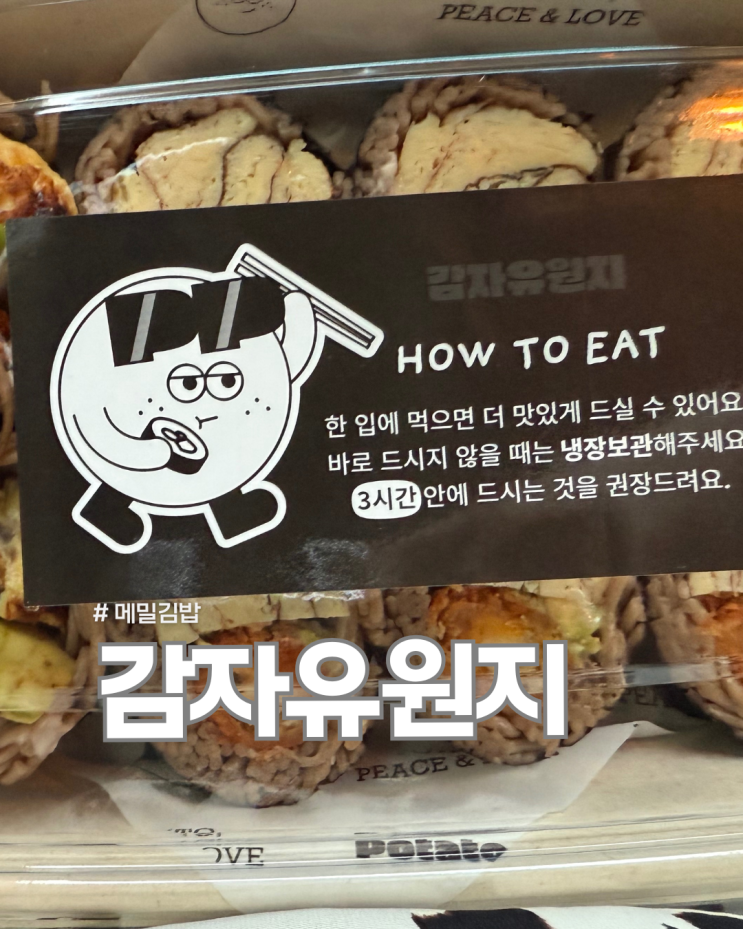 PEACE & LOVE
감자유원지
HOW TO EAT
한 입에 먹으면 더 맛있게 드실 수 있어요
바로 드시지 않을 때는 냉장보관해주세요
3시간 안에 드시는 것을 권장드려요.
# 메밀김밥
감자유원지
PEACE &
OVE
Potato